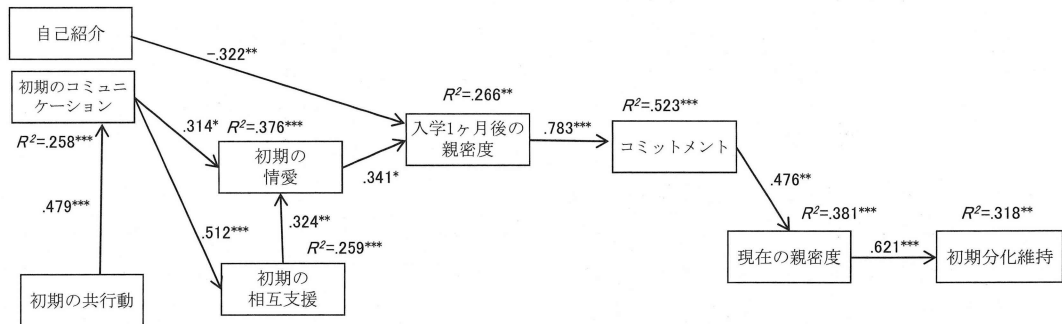 自己紹介
-.322**
初期のコミュニ
ケーション
R²=.258***
.314*
R²=.376***
初期の
情愛
.341*
R²=.266**
入学1ヶ月後の
親密度
.783***
R²=.523***
コミットメント
.479***
.512***
.324**
R²=.259***
初期の
相互支援
初期の共行動
.476**
R²=.381***
現在の親密度
.621***
R²=.318**
初期分化維持